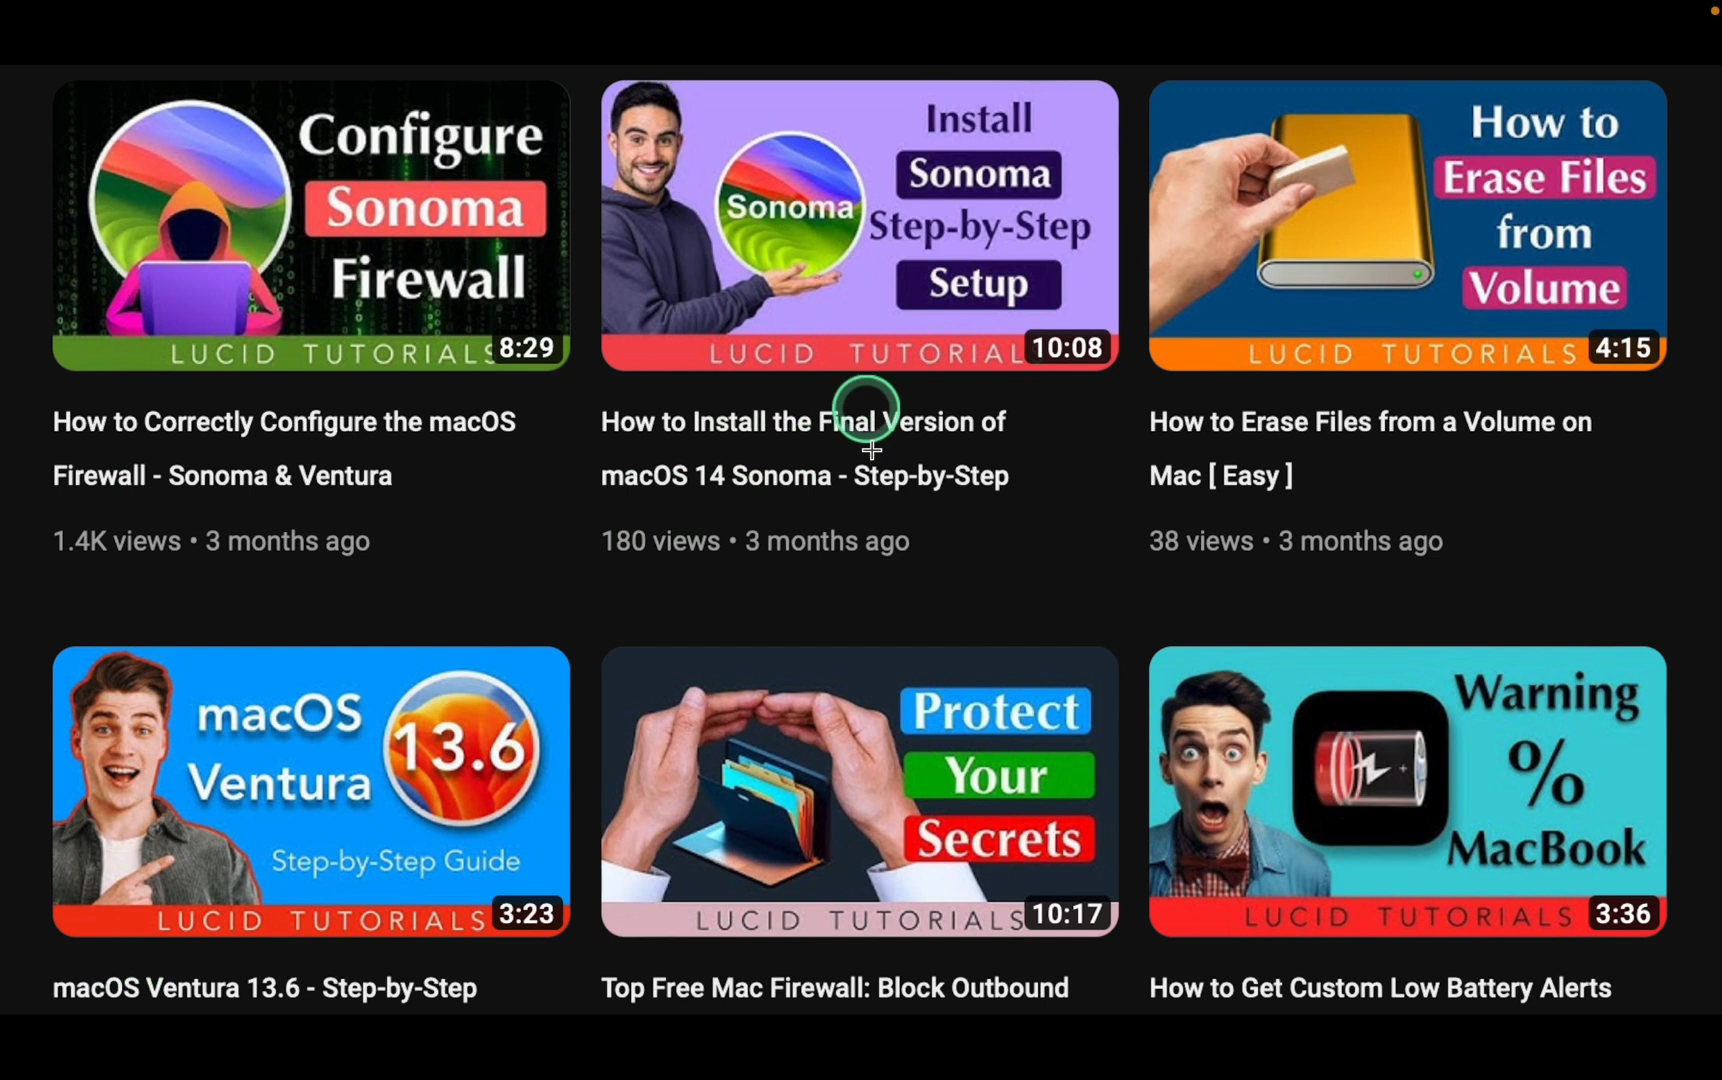 Configure
Sonoma
Firewall
LUCID TUTORIALS
8:29
How to Correctly Configure the macOS
Firewall - Sonoma & Ventura
1.4K views • 3 months ago
Install
Sonoma
Step-by-Step
Setup
Sonoma
LUCID TUTORIAL
10:08
How to Install the Final Version of
macOS 14 Sonoma - Step-by-Step
180 views • 3 months ago
How to
Erase Files
from
Volume
LUCID TUTORIALS
4:15
How to Erase Files from a Volume on
Mac [ Easy ]
38 views • 3 months ago
macOS
Ventura
13.6
Step-by-Step Guide
LUCID TUTORIALS
3:23
macOS Ventura 13.6 - Step-by-Step
Protect
Your
Secrets
LUCID TUTORIALS
10:17
Top Free Mac Firewall: Block Outbound
Warning
%
MacBook
LUCID TUTORIALS
3:36
How to Get Custom Low Battery Alerts